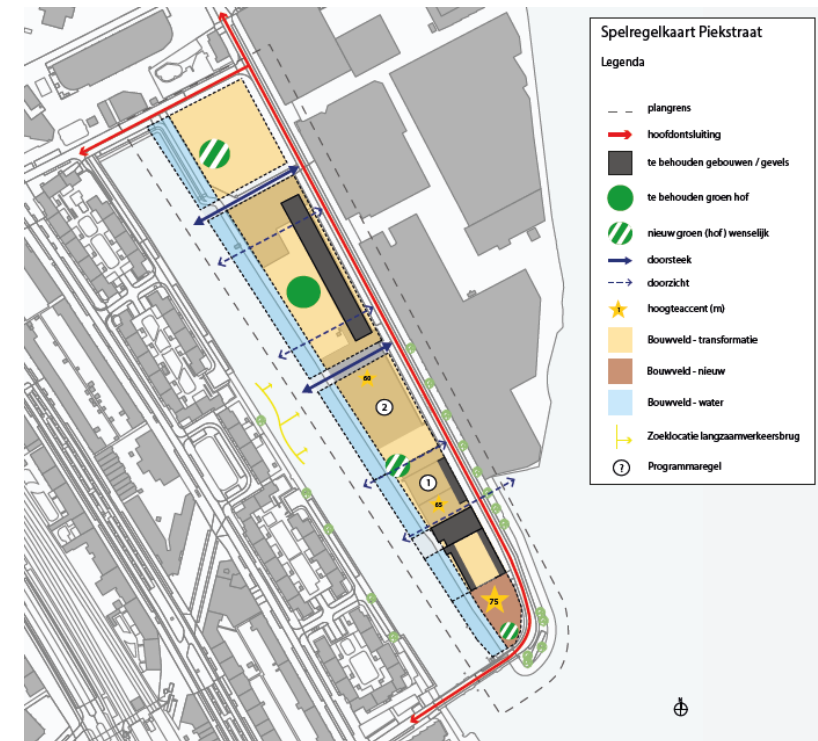 Spelregelkaart Piekstraat
Legenda
plangrens
hoofdontsluiting
te behouden gebouwen / gevels
te behouden groen hof
nieuw groen (hof) wenselijk
doorsteek
doorzicht
1 hoogteaccent (m)
Bouwveld - transformatie
Bouwveld - nieuw
Bouwveld - water
Zoeklocatie langzaamverkeersbrug
? Programmaregel
60
2
1
65
75
N